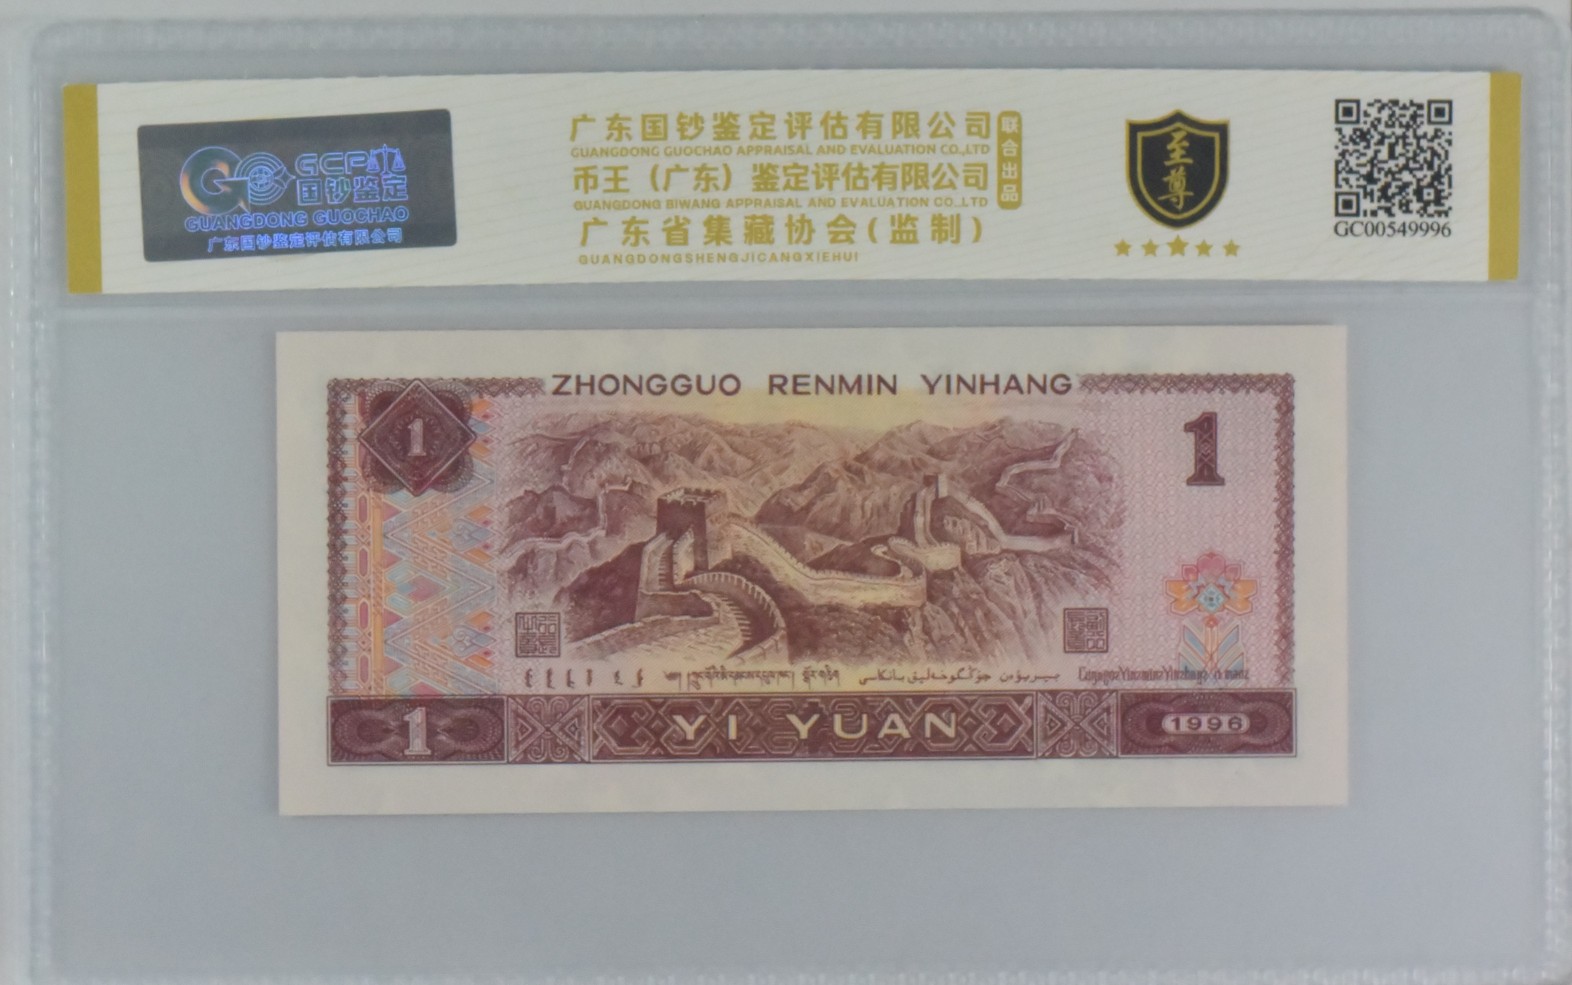 GCP
国钞鉴定
GUANGDONG GUOCHAO
广东国钞鉴定评估有限公司
广东国钞鉴定评估有限公司
GUANGDONG GUOCHAO APPRAISAL AND EVALUATION CO.,LTD
币王（广东）鉴定评估有限公司
GUANGDONG BIWANG APPRAISAL AND EVALUATION CO.,LTD
广东省集藏协会(监制)
GUANGDONGSHENGJICANGXIEHUI
联合出品
至尊
GC00549996
ZHONGGUO RENMIN YINHANG
1
1
1 YI YUAN 1996